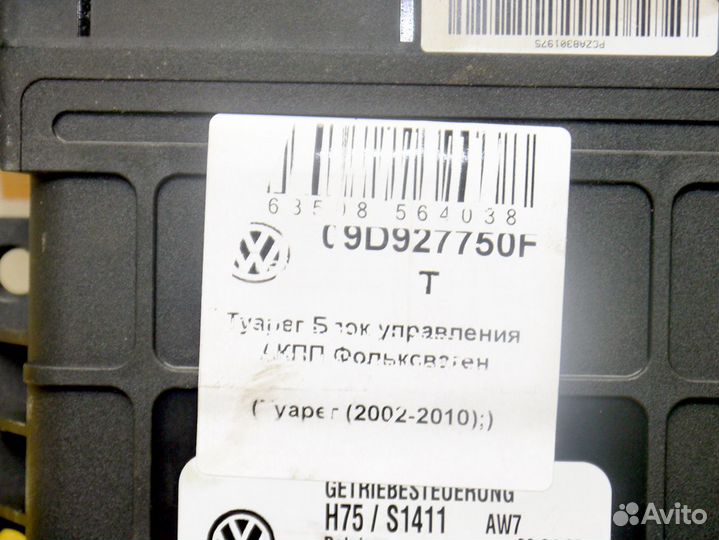 PCZAB301975
63508 564038
09D927750F
T
Туарег Блок управления
АКПП Фольксваген
(Туарег (2002-2010);)
GETRIEBESTEUERUNG
H75 / S1411 AW7
Avito